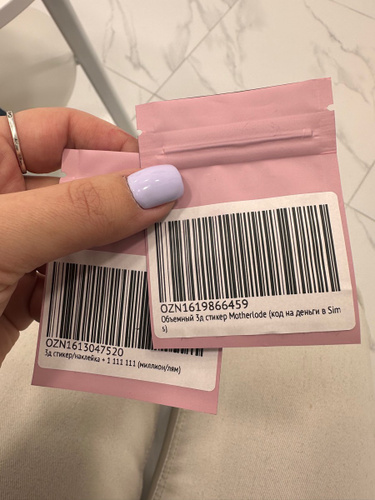 OZN1619866459
Объемный 3д стикер Motherlode (код на деньги в Sim
s)
OZN1613047520
3д стикер/наклейка + 1 111 111 (миллион/лям)